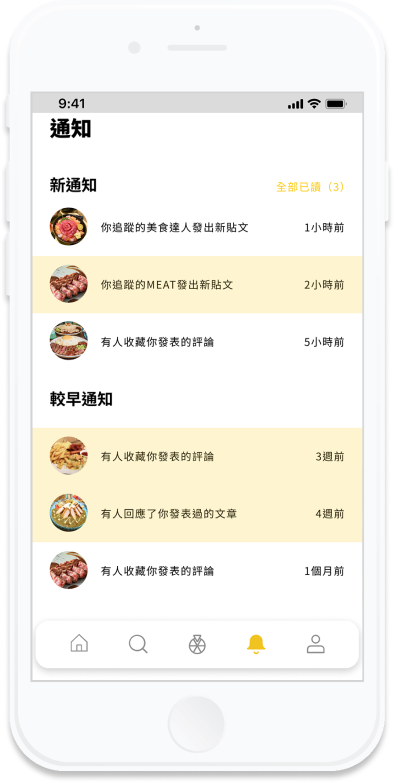 9:41
通知
新通知 全部已讀（3）
你追蹤的美食達人發出新貼文 1小時前
你追蹤的MEAT發出新貼文 2小時前
有人收藏你發表的評論 5小時前
較早通知
有人收藏你發表的評論 3週前
有人回應了你發表過的文章 4週前
有人收藏你發表的評論 1個月前